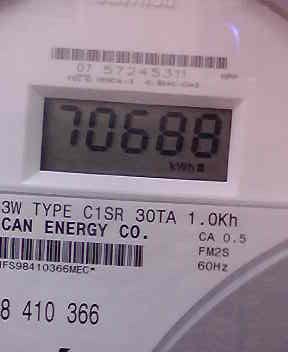 07 57245311
70688
kWh
3W TYPE C1SR 30TA 1.0Kh
CAN ENERGY CO.
CA 0.5
FM2S
60Hz
IFS98410366MEC*
8 410 366